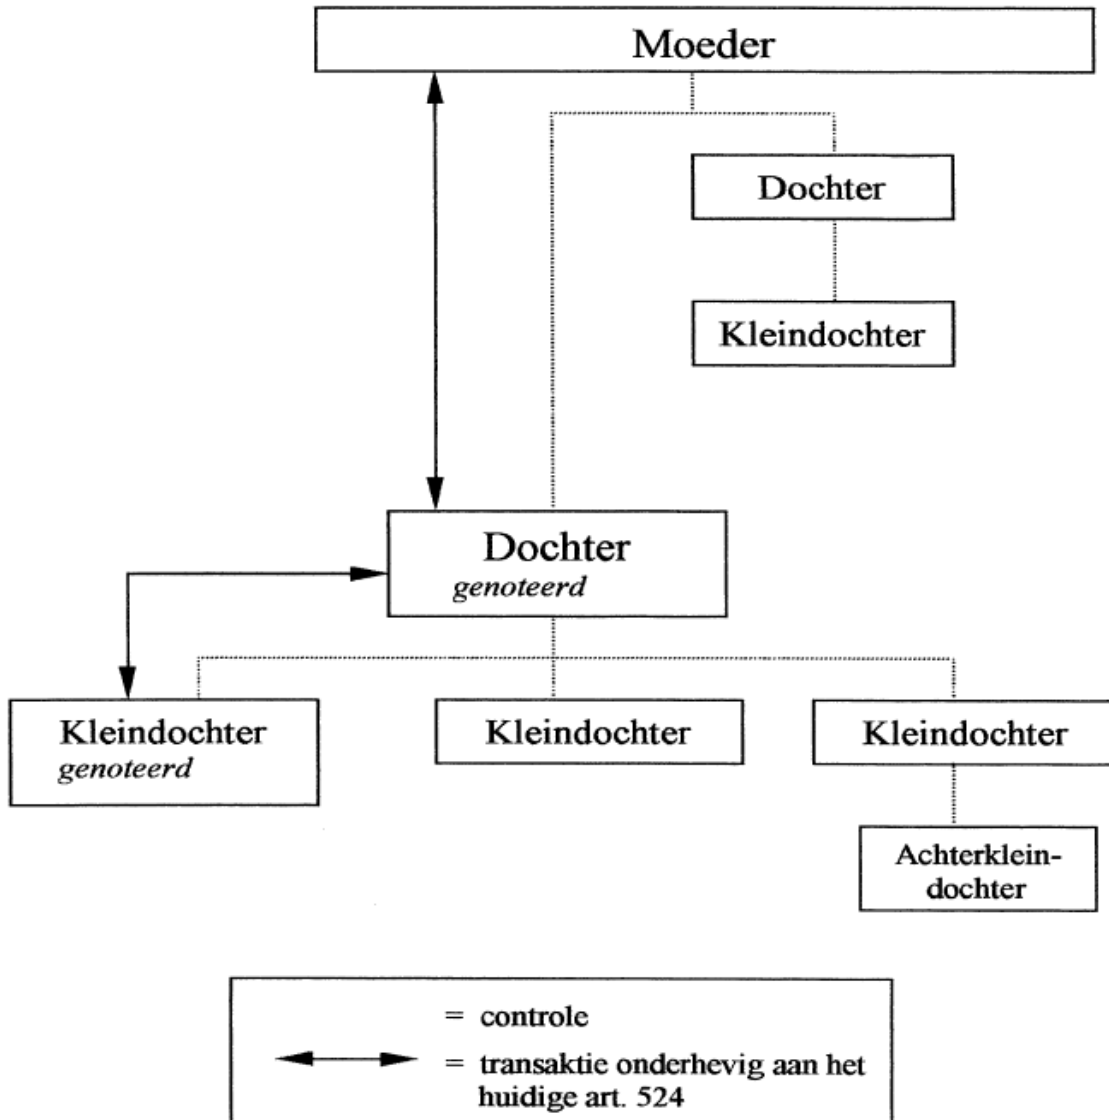 Moeder
Dochter
Kleindochter
Dochter
genoteerd
Kleindochter
genoteerd
Kleindochter
Kleindochter
Achterklein-
dochter
= controle
= transaktie onderhevig aan het
huidige art. 524